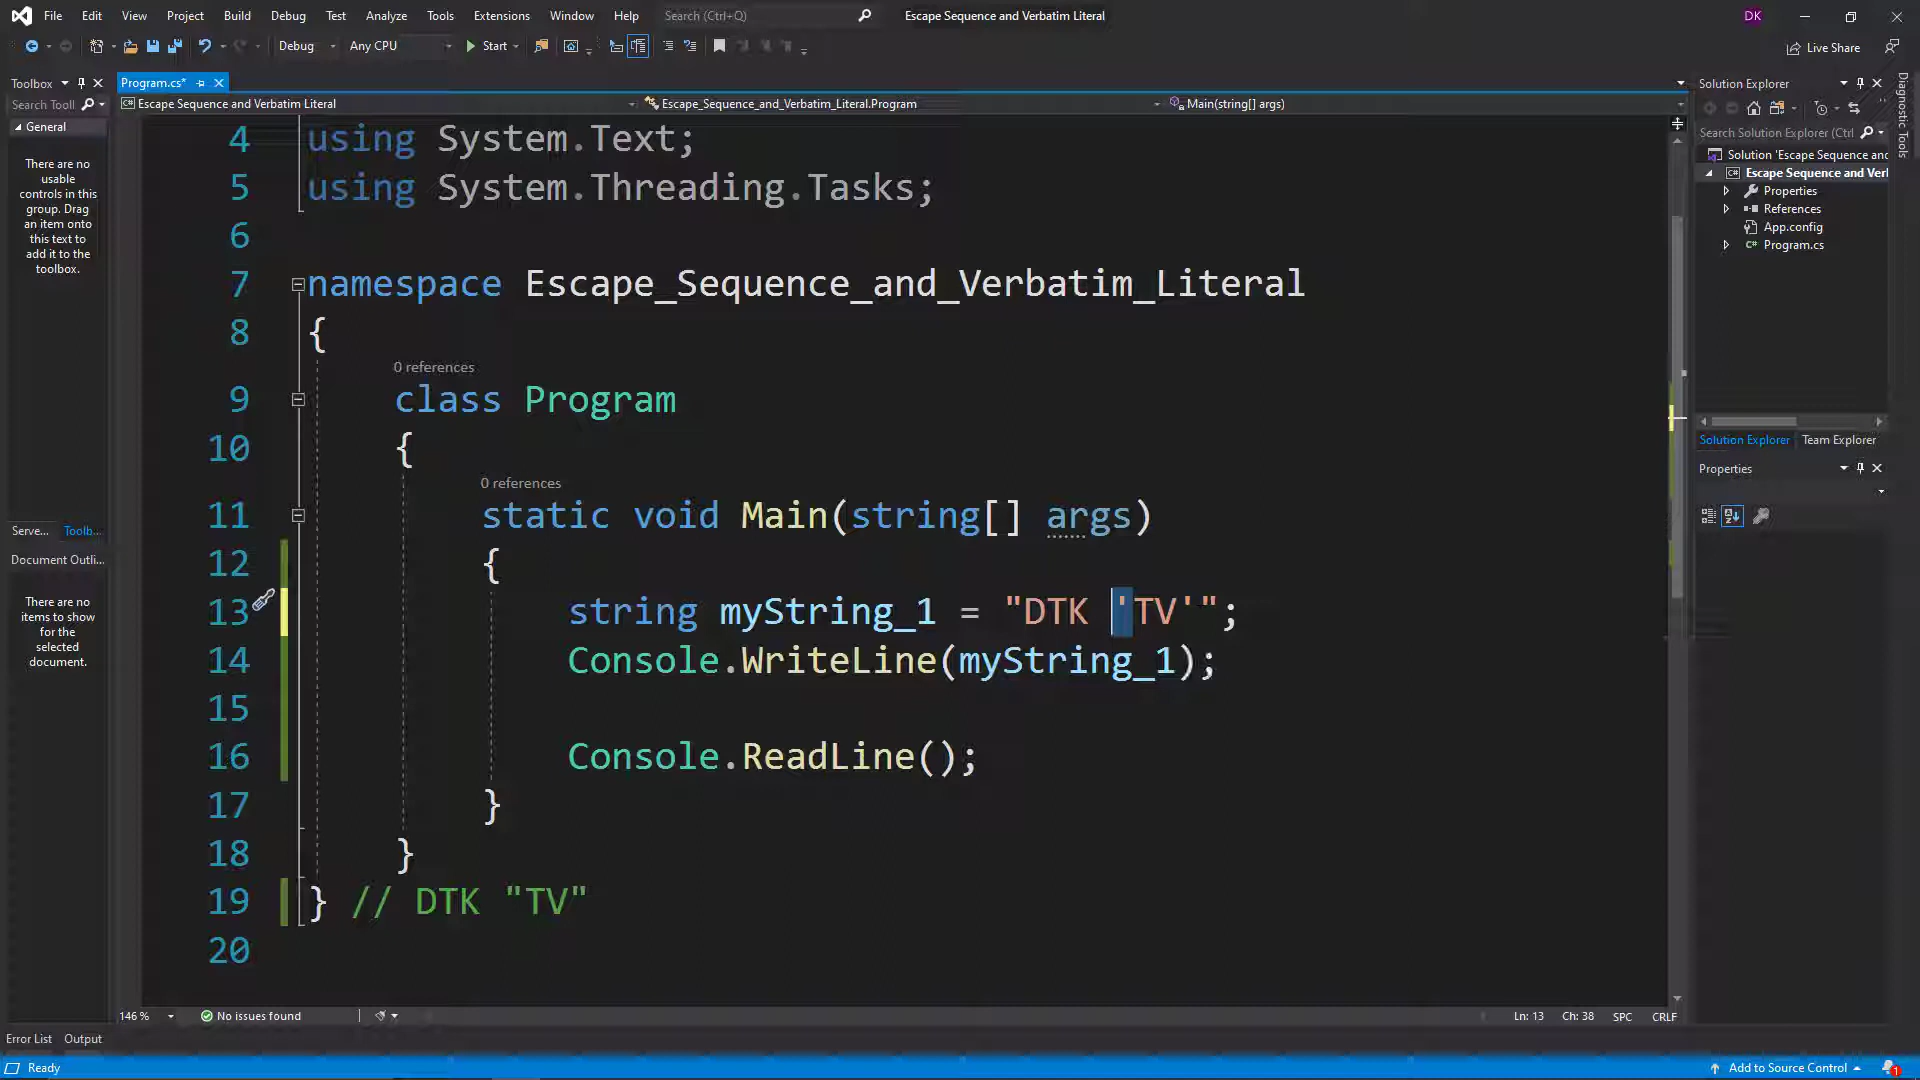 File Edit View Project Build Debug Test Analyze Tools Extensions Window Help Search (Ctrl+Q) Escape Sequence and Verbatim Literal DK
Debug Any CPU Start Live Share
Toolbox
Search Tooll
General
There are no
usable
controls in this
group. Drag
an item onto
this text to
add it to the
toolbox.
Serve... Toolb...
Document Outli...
There are no
items to show
for the
selected
document.
Program.cs*
Escape Sequence and Verbatim Literal Escape_Sequence_and_Verbatim_Literal.Program Main(string[] args)
4 using System.Text;
5 using System.Threading.Tasks;
6
7 namespace Escape_Sequence_and_Verbatim_Literal
8 {
0 references
9 class Program
10 {
0 references
11 static void Main(string[] args)
12 {
13 string myString_1 = "DTK 'TV'";
14 Console.WriteLine(myString_1);
15
16 Console.ReadLine();
17 }
18 }
19 } // DTK "TV"
20
146 % No issues found Ln: 13 Ch: 38 SPC CRLF
Solution Explorer
Search Solution Explorer (Ctrl
Solution 'Escape Sequence and
Escape Sequence and Verl
Properties
References
App.config
Program.cs
Solution Explorer Team Explorer
Properties
Diagnostic Tools
Error List Output
Ready Add to Source Control 1